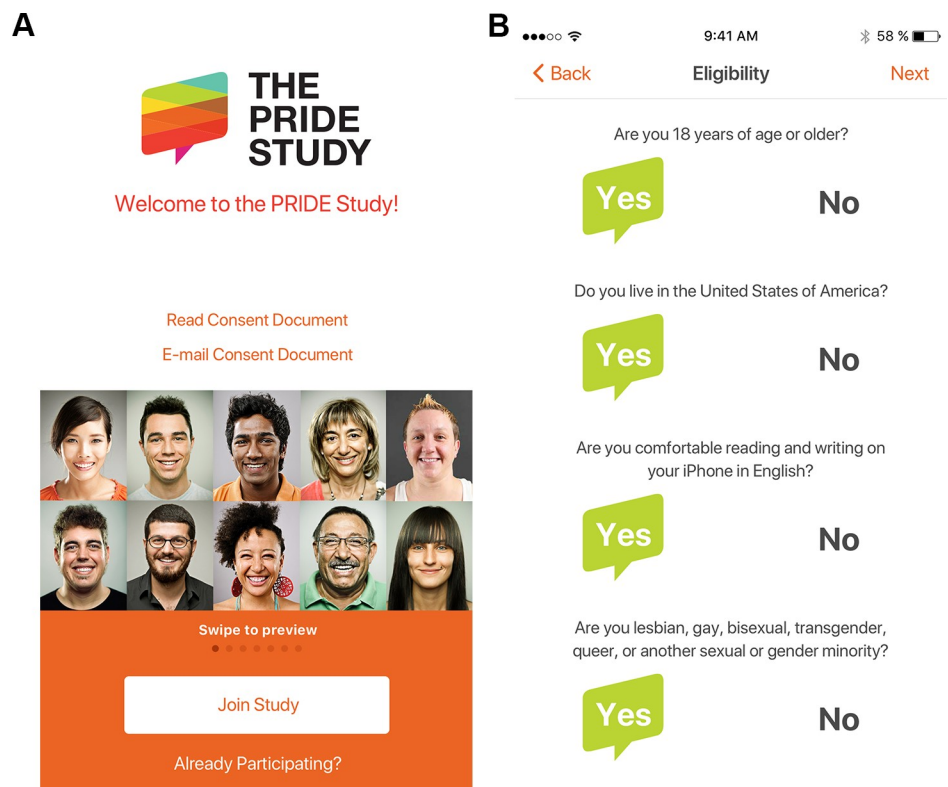 A
THE
PRIDE
STUDY
Welcome to the PRIDE Study!
Read Consent Document
E-mail Consent Document
Swipe to preview
Join Study
Already Participating?
B
9:41 AM
58 %
Back
Eligibility
Next
Are you 18 years of age or older?
Yes No
Do you live in the United States of America?
Yes No
Are you comfortable reading and writing on
your iPhone in English?
Yes No
Are you lesbian, gay, bisexual, transgender,
queer, or another sexual or gender minority?
Yes No